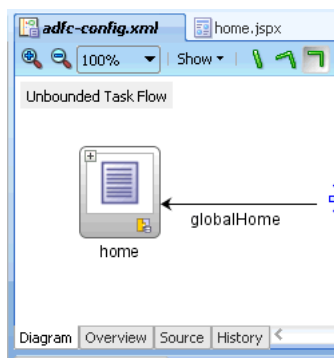 adfc-config.xml home.jspx
100% Show
Unbounded Task Flow
globalHome
home
Diagram Overview Source History